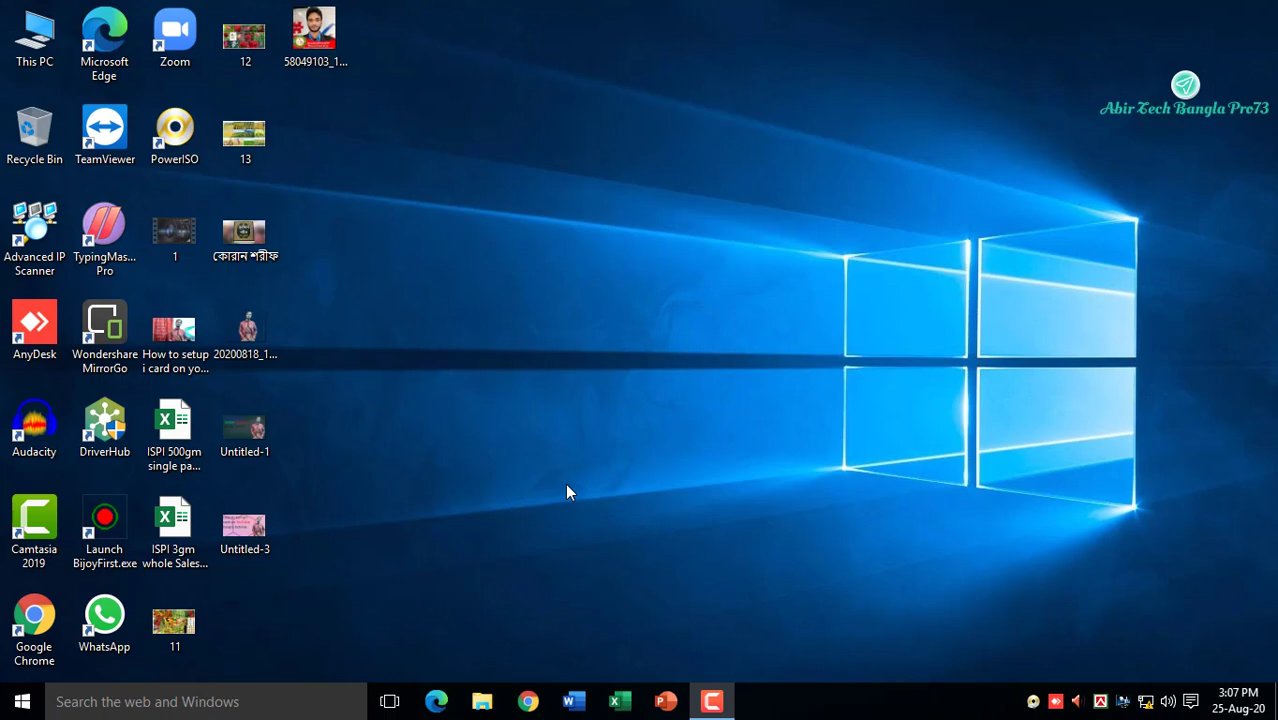 This PC
Microsoft
Edge
Zoom
12
58049103_1...
Abir Tech Bangla Pro73
Recycle Bin
TeamViewer
PowerISO
13
Advanced IP
Scanner
TypingMas...
Pro
1
কোরান শরীফ
AnyDesk
Wondershare
MirrorGo
How to setup
i card on yo...
20200818_1...
Audacity
DriverHub
ISPI 500gm
single pa...
Untitled-1
Camtasia
2019
Launch
BijoyFirst.exe
ISPI 3gm
whole Sales...
Untitled-3
Google
Chrome
WhatsApp
11
Search the web and Windows
3:07 PM
25-Aug-20